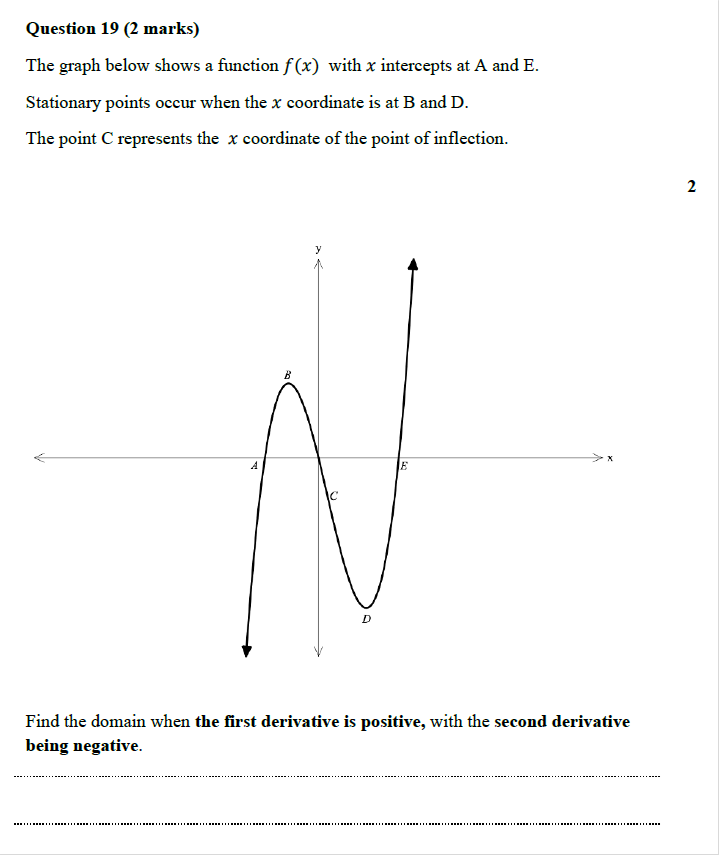 Question 19 (2 marks)
The graph below shows a function f(x) with x intercepts at A and E.
Stationary points occur when the x coordinate is at B and D.
The point C represents the x coordinate of the point of inflection.
2
y
B
x
A
E
C
D
Find the domain when the first derivative is positive, with the second derivative
being negative.